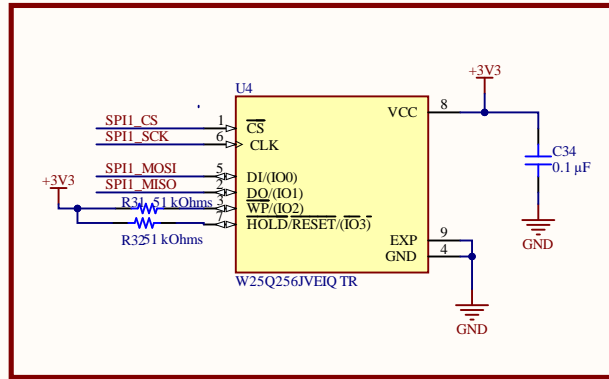 +3V3
U4
SPI1_CS 1 CS VCC 8
SPI1_SCK 6 CLK
C34
0.1 µF
SPI1_MOSI 5 DI/(IO0)
+3V3 SPI1_MISO 2 DO/(IO1)
R31 51 kOhms 3 WP/(IO2)
7 HOLD/RESET/(IO3)
R32 51 kOhms EXP 9
GND 4
GND
W25Q256JVEIQ TR
GND